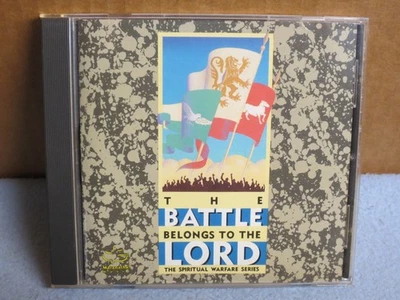 THE
BATTLE
BELONGS TO THE
LORD
THE SPIRITUAL WARFARE SERIES